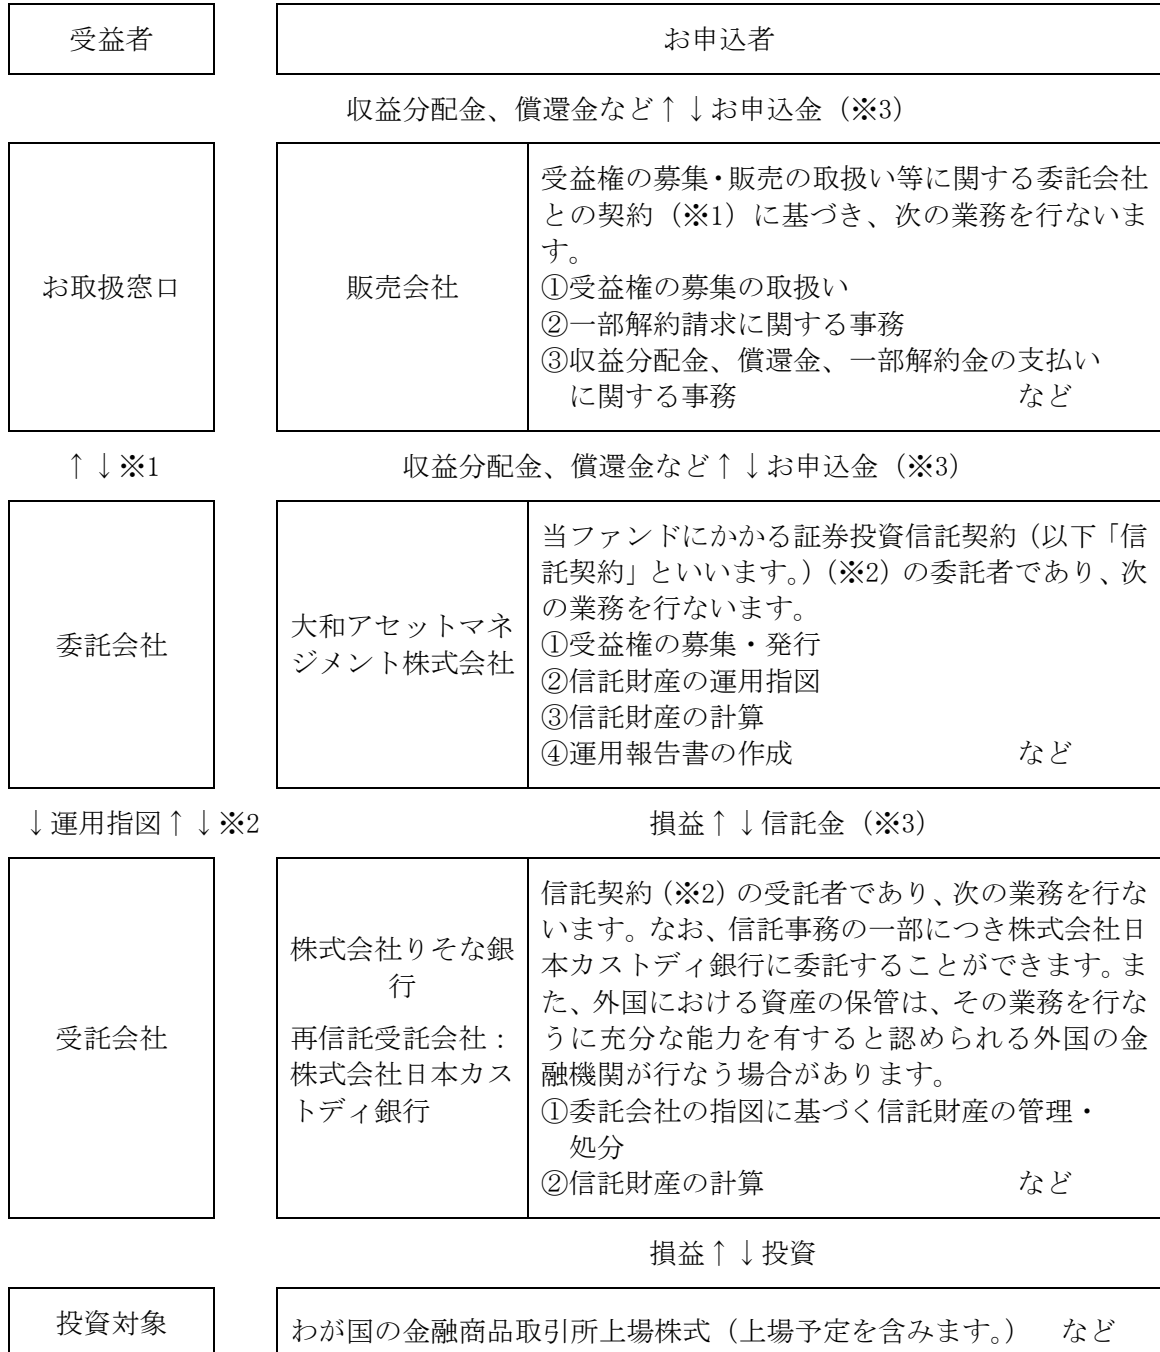 受益者
お申込者
収益分配金、償還金など↑↓お申込金（※3）
お取扱窓口
販売会社
受益権の募集・販売の取扱い等に関する委託会社
との契約（※1）に基づき、次の業務を行ないま
す。
①受益権の募集の取扱い
②一部解約請求に関する事務
③収益分配金、償還金、一部解約金の支払い
に関する事務　など
↑↓※1
収益分配金、償還金など↑↓お申込金（※3）
委託会社
大和アセットマネ
ジメント株式会社
当ファンドにかかる証券投資信託契約（以下「信
託契約」といいます。）（※2）の委託者であり、次
の業務を行ないます。
①受益権の募集・発行
②信託財産の運用指図
③信託財産の計算
④運用報告書の作成　など
↓運用指図↑↓※2
損益↑↓信託金（※3）
受託会社
株式会社りそな銀
行
再信託受託会社：
株式会社日本カス
トディ銀行
信託契約（※2）の受託者であり、次の業務を行な
います。なお、信託事務の一部につき株式会社日
本カストディ銀行に委託することができます。ま
た、外国における資産の保管は、その業務を行な
うに充分な能力を有すると認められる外国の金
融機関が行なう場合があります。
①委託会社の指図に基づく信託財産の管理・
処分
②信託財産の計算　など
損益↑↓投資
投資対象
わが国の金融商品取引所上場株式（上場予定を含みます。）　など